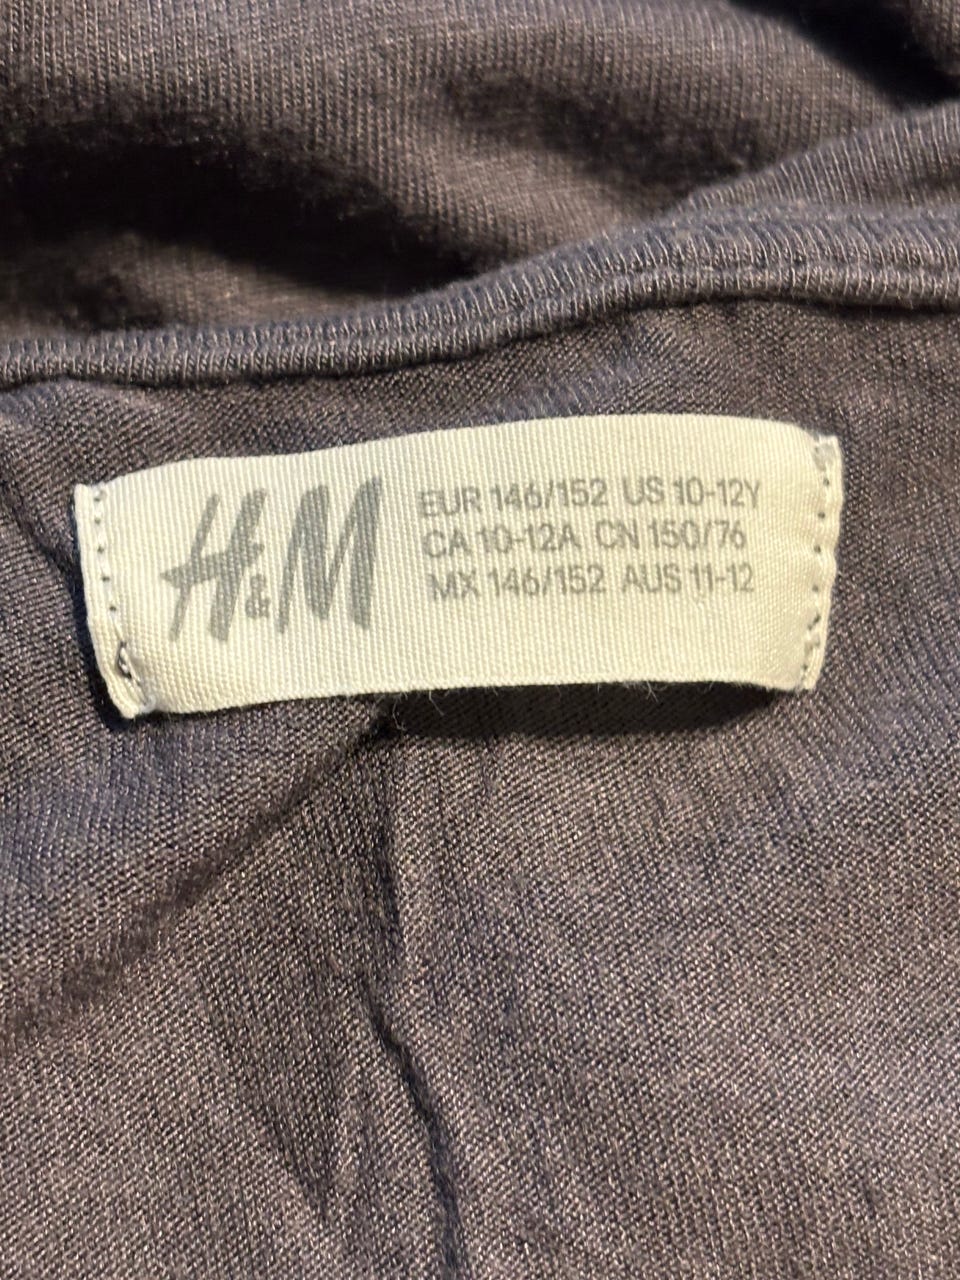 H&M
EUR 146/152 US 10-12Y
CA 10-12A CN 150/76
MX 146/152 AUS 11-12